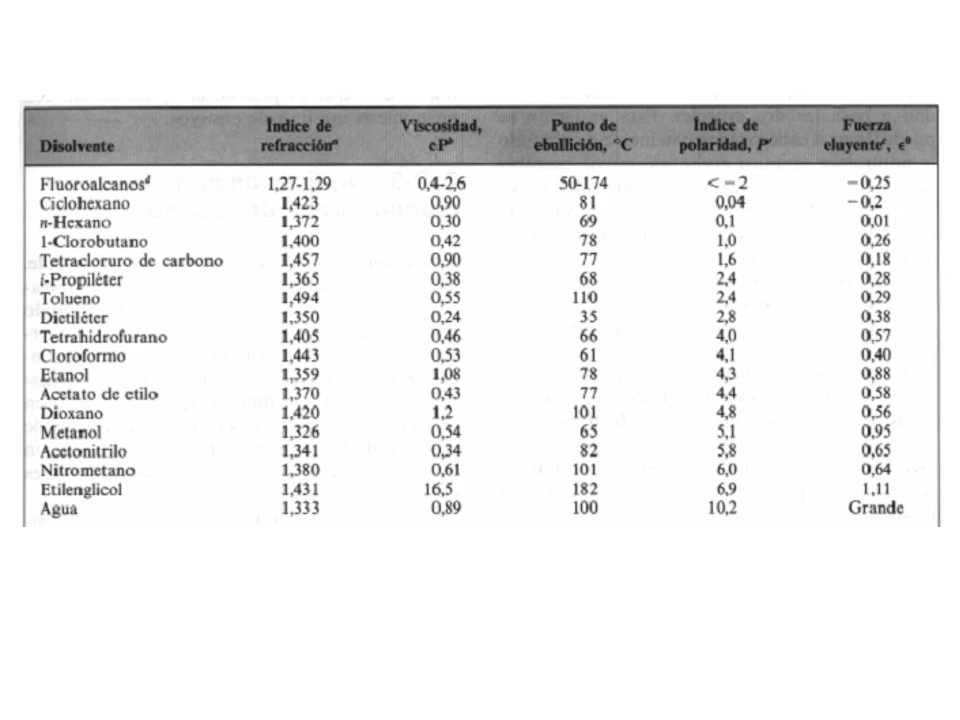 Disolvente Indice de refracciónᵃ Viscosidad, cPᵇ Punto de ebullición, °C Indice de polaridad, P′ Fuerza eluyenteᶜ, ε⁰
Fluoroalcanosᵈ 1,27-1,29 0,4-2,6 50-174 < −2 −0,25
Ciclohexano 1,423 0,90 81 0,04 −0,2
n-Hexano 1,372 0,30 69 0,1 0,01
1-Clorobutano 1,400 0,42 78 1,0 0,26
Tetracloruro de carbono 1,457 0,90 77 1,6 0,18
i-Propiléter 1,365 0,38 68 2,4 0,28
Tolueno 1,494 0,55 110 2,4 0,29
Dietiléter 1,350 0,24 35 2,8 0,38
Tetrahidrofurano 1,405 0,46 66 4,0 0,57
Cloroformo 1,443 0,53 61 4,1 0,40
Etanol 1,359 1,08 78 4,3 0,88
Acetato de etilo 1,370 0,43 77 4,4 0,58
Dioxano 1,420 1,2 101 4,8 0,56
Metanol 1,326 0,54 65 5,1 0,95
Acetonitrilo 1,341 0,34 82 5,8 0,65
Nitrometano 1,380 0,61 101 6,0 0,64
Etilenglicol 1,431 16,5 182 6,9 1,11
Agua 1,333 0,89 100 10,2 Grande